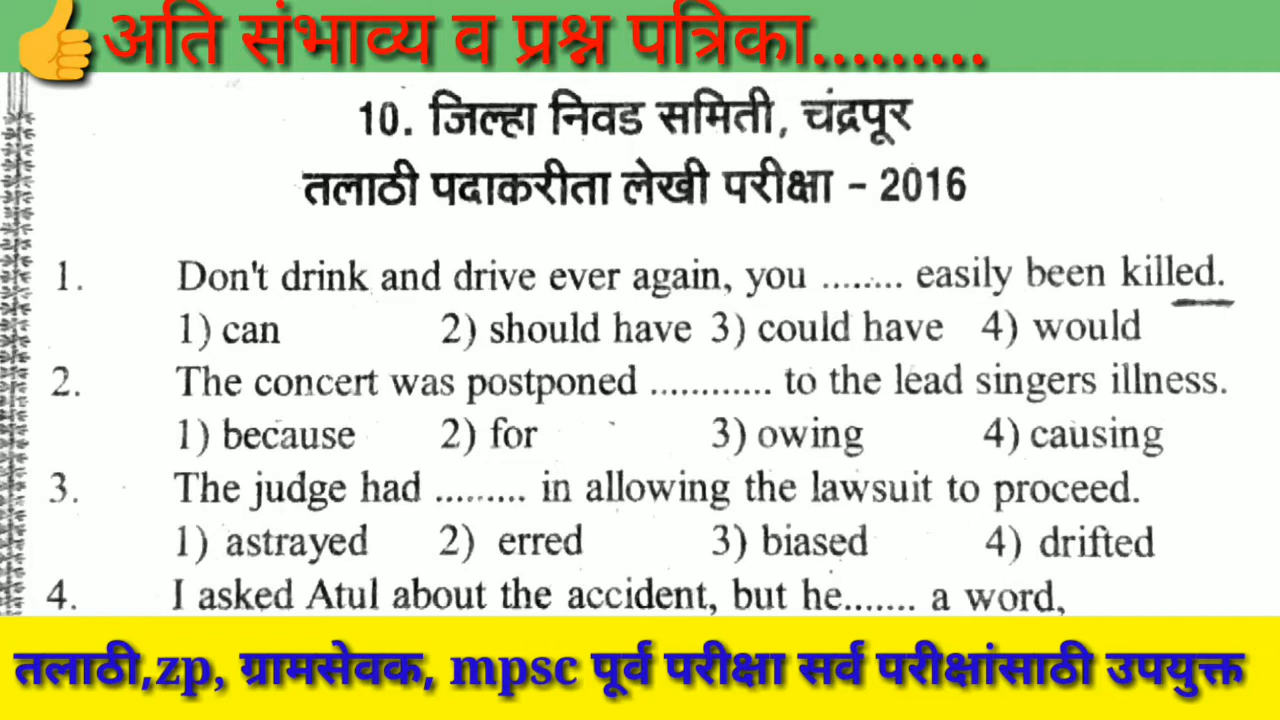 👍अति संभाव्य व प्रश्न पत्रिका.........
10. जिल्हा निवड समिती, चंद्रपूर
तलाठी पदाकरीता लेखी परीक्षा - 2016
1. Don't drink and drive ever again, you ........ easily been killed.
1) can 2) should have 3) could have 4) would
2. The concert was postponed ............ to the lead singers illness.
1) because 2) for 3) owing 4) causing
3. The judge had ......... in allowing the lawsuit to proceed.
1) astrayed 2) erred 3) biased 4) drifted
4. I asked Atul about the accident, but he....... a word,
तलाठी,zp, ग्रामसेवक, mpsc पूर्व परीक्षा सर्व परीक्षांसाठी उपयुक्त